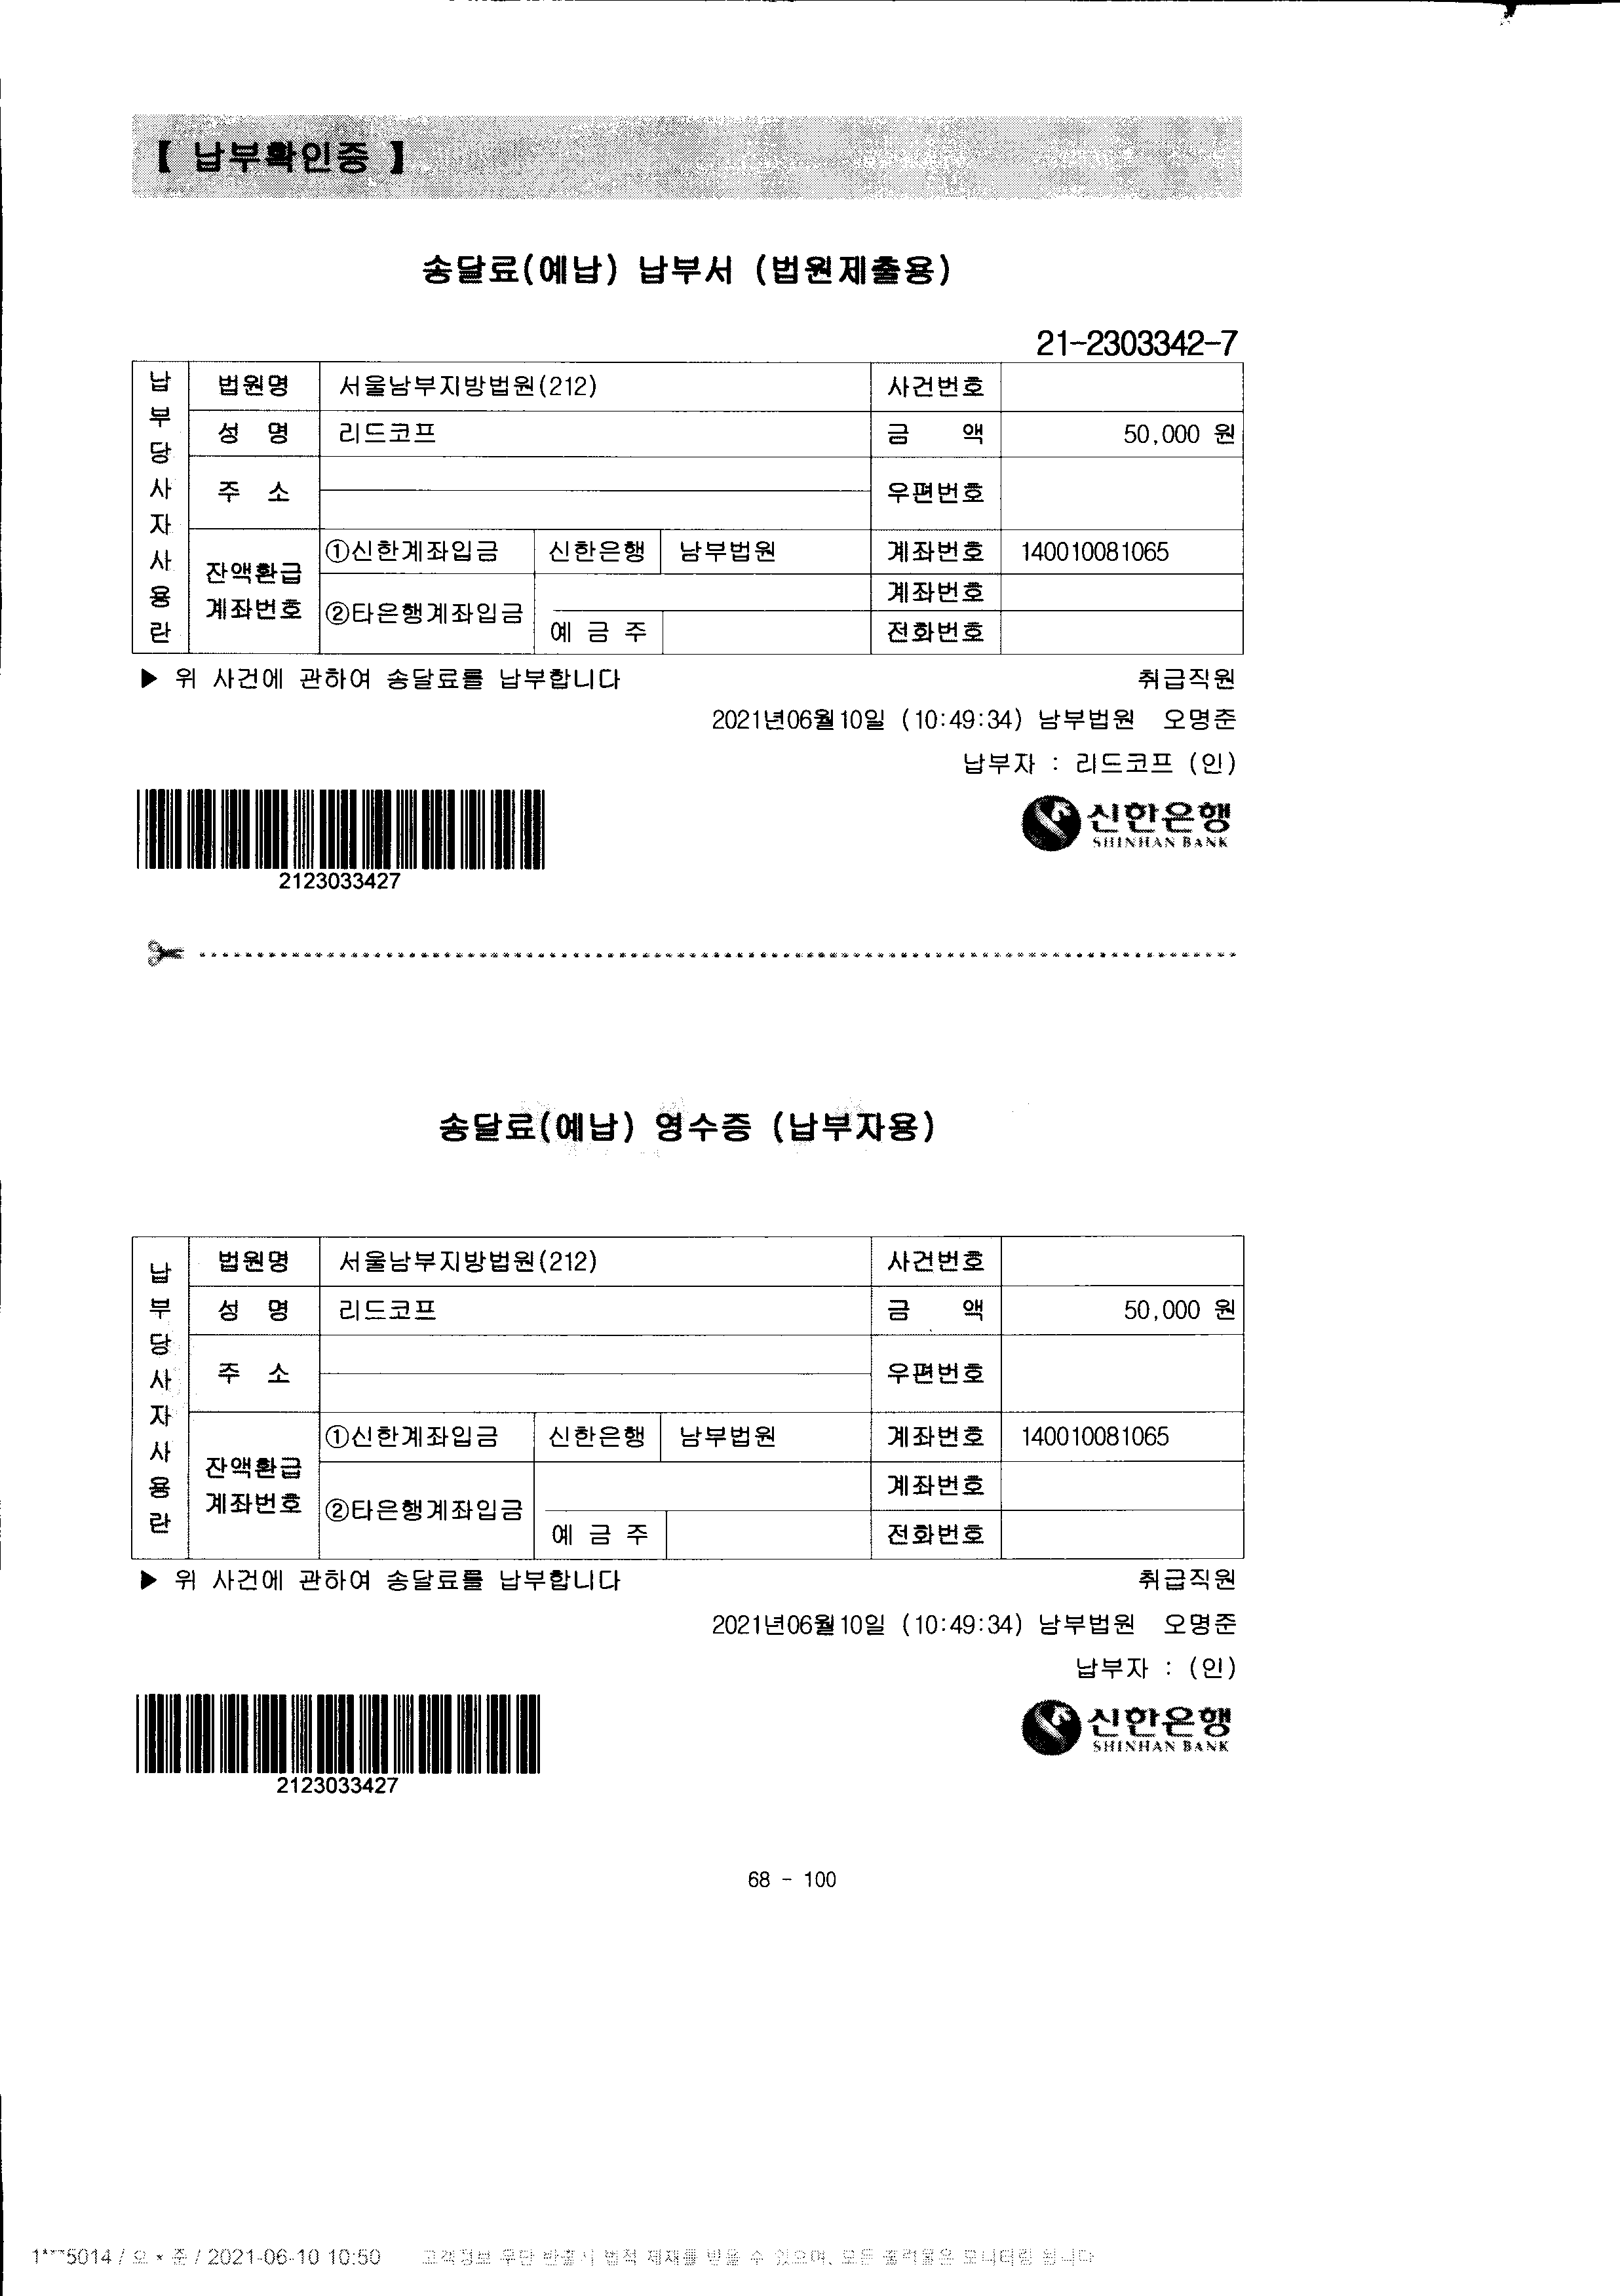 【 납부확인증 】
송달료(예납) 납부서 (법원제출용)
21-2303342-7
납부당사자사용란
법원명 서울남부지방법원(212) 사건번호
성 명 리드코프 금 액 50,000 원
주 소 우편번호
잔액환급 계좌번호
①신한계좌입금 신한은행 남부법원 계좌번호 140010081065
②타은행계좌입금 계좌번호
예 금 주 전화번호
▶ 위 사건에 관하여 송달료를 납부합니다 취급직원
2021년06월10일 (10:49:34) 남부법원 오명준
납부자 : 리드코프 (인)
신한은행
SHINHAN BANK
2123033427
송달료(예납) 영수증 (납부자용)
납부당사자사용란
법원명 서울남부지방법원(212) 사건번호
성 명 리드코프 금 액 50,000 원
주 소 우편번호
잔액환급 계좌번호
①신한계좌입금 신한은행 남부법원 계좌번호 140010081065
②타은행계좌입금 계좌번호
예 금 주 전화번호
▶ 위 사건에 관하여 송달료를 납부합니다 취급직원
2021년06월10일 (10:49:34) 남부법원 오명준
납부자 : (인)
신한은행
SHINHAN BANK
2123033427
68 - 100
1***5014 / 오 * 준 / 2021-06-10 10:50 고객정보 무단 반출시 법적 제재를 받을 수 있으며, 모든 출력물은 모니터링 됩니다